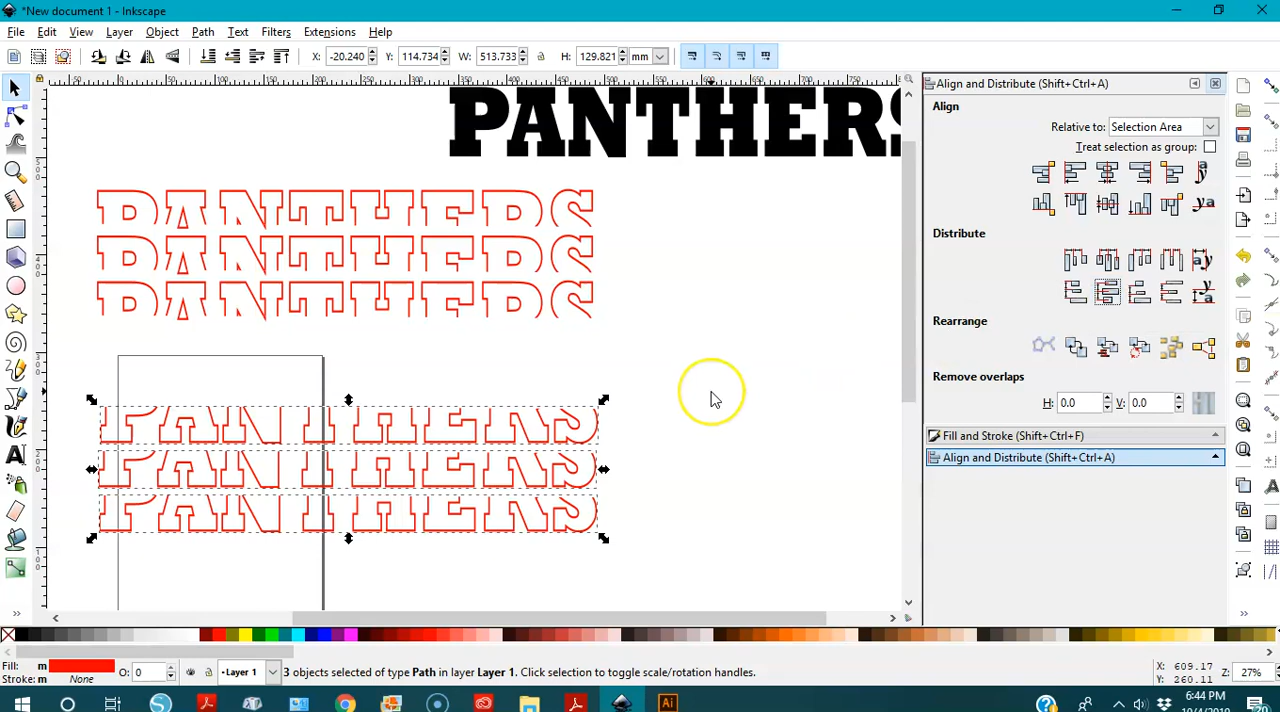 *New document 1 - Inkscape
File Edit View Layer Object Path Text Filters Extensions Help
X: -20.240 Y: 114.734 W: 513.733 H: 129.821 mm
Align and Distribute (Shift+Ctrl+A)
PANTHERS
Align
Relative to: Selection Area
Treat selection as group:
PANTHERS
PANTHERS
PANTHERS
Distribute
Rearrange
Remove overlaps
H: 0.0 V: 0.0
PANTHERS
PANTHERS
PANTHERS
Fill and Stroke (Shift+Ctrl+F)
Align and Distribute (Shift+Ctrl+A)
Fill: m
Stroke: m None
O: 0
Layer 1
3 objects selected of type Path in layer Layer 1. Click selection to toggle scale/rotation handles.
X: 609.17
Y: 260.11
Z: 27%
6:44 PM